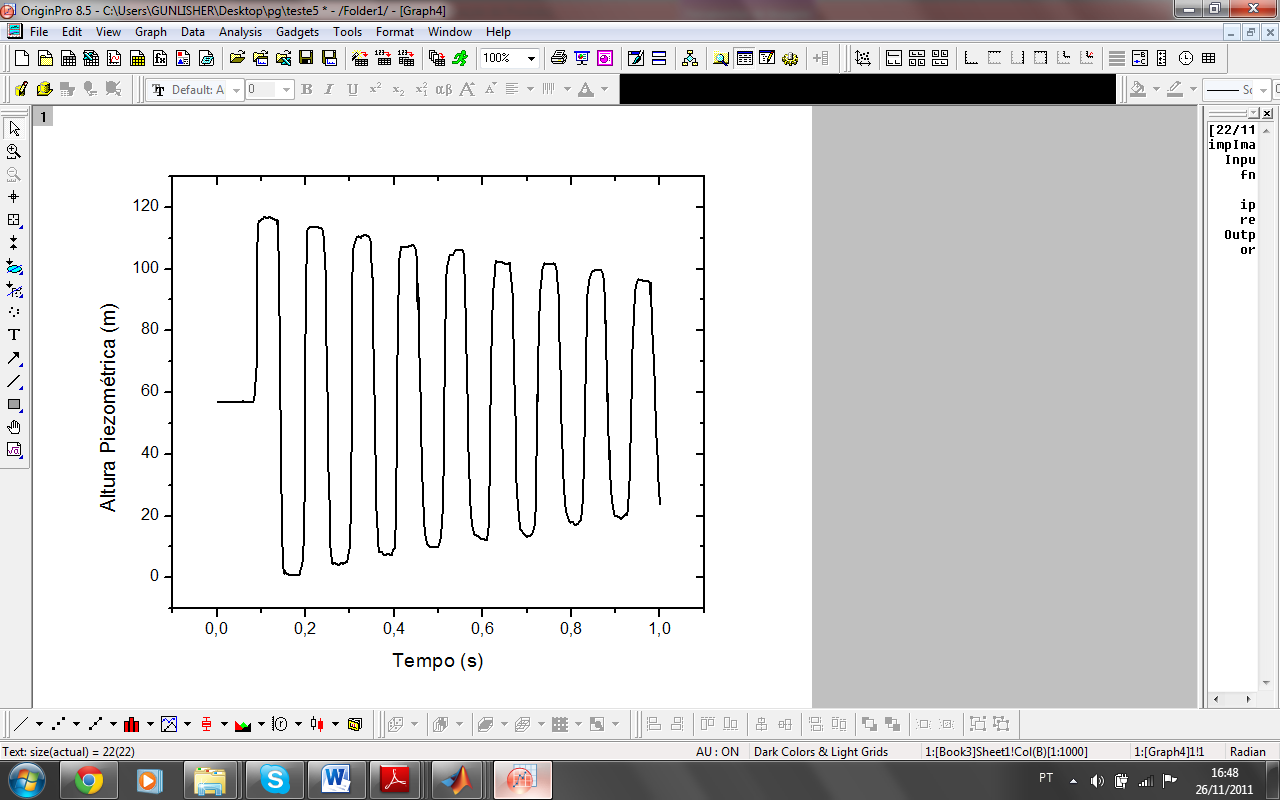 OriginPro 8.5 - C:\Users\GUNLISHER\Desktop\pg\teste5 * - /Folder1/ - [Graph4]
File Edit View Graph Data Analysis Gadgets Tools Format Window Help
100%
Default: A 0 B I U x² x₂ x₁² αβ A A A
1
[22/11
impIma
Inpu
fn
ip
re
Outp
or
T
120
100
80
60
40
20
0
Altura Piezométrica (m)
0,0 0,2 0,4 0,6 0,8 1,0
Tempo (s)
Text: size(actual) = 22(22) AU : ON Dark Colors & Light Grids 1:[Book3]Sheet1!Col(B)[1:1000] 1:[Graph4]1!1 Radian
PT 16:48
26/11/2011